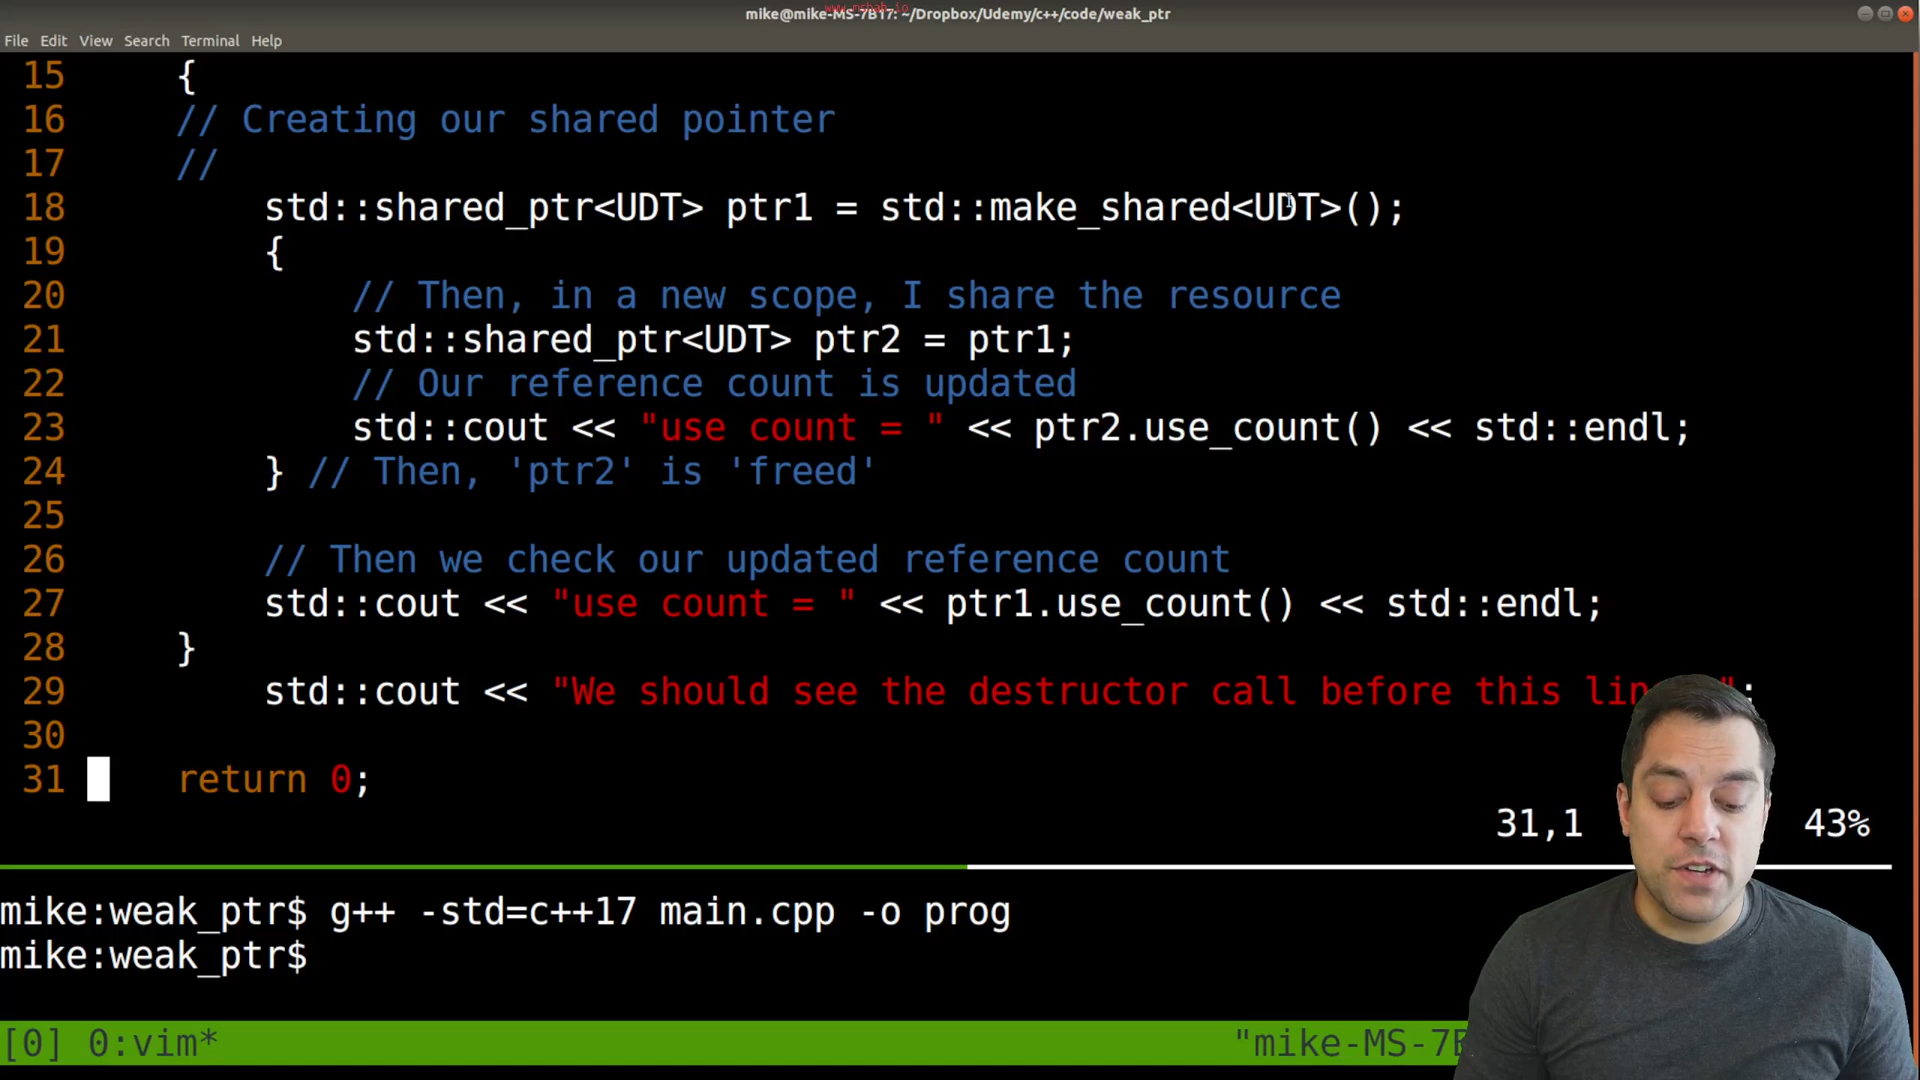 www.mshah.io
mike@mike-MS-7B17: ~/Dropbox/Udemy/c++/code/weak_ptr
File Edit View Search Terminal Help
15 {
16 // Creating our shared pointer
17 //
18 std::shared_ptr<UDT> ptr1 = std::make_shared<UDT>();
19 {
20 // Then, in a new scope, I share the resource
21 std::shared_ptr<UDT> ptr2 = ptr1;
22 // Our reference count is updated
23 std::cout << "use count = " << ptr2.use_count() << std::endl;
24 } // Then, 'ptr2' is 'freed'
25
26 // Then we check our updated reference count
27 std::cout << "use count = " << ptr1.use_count() << std::endl;
28 }
29 std::cout << "We should see the destructor call before this lin ";
30
31 return 0;
31,1 43%
mike:weak_ptr$ g++ -std=c++17 main.cpp -o prog
mike:weak_ptr$
[0] 0:vim* "mike-MS-7B